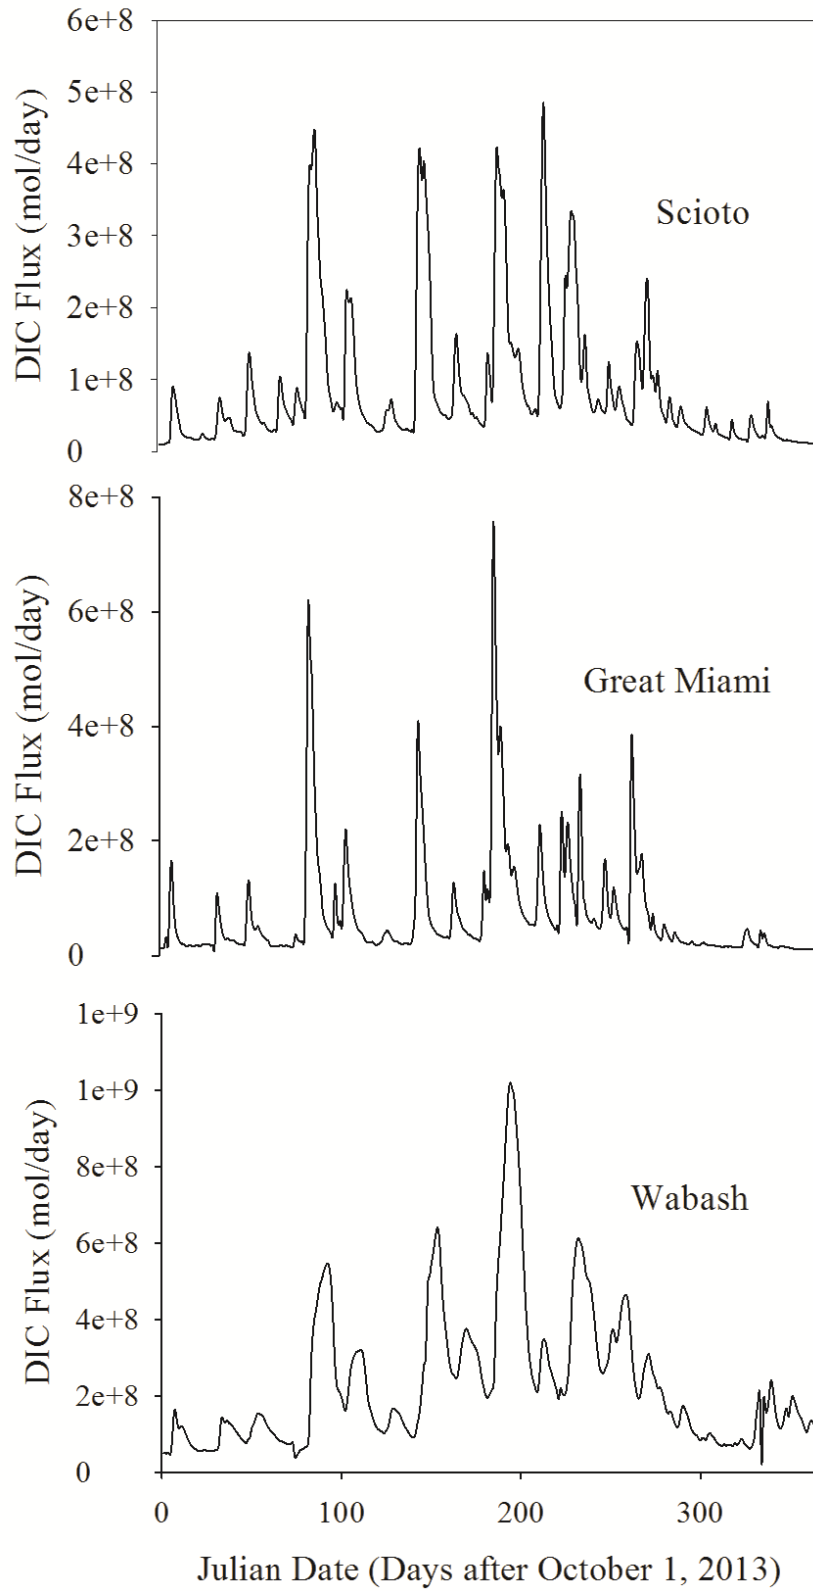 6e+8
5e+8
4e+8
3e+8
2e+8
1e+8
0
DIC Flux (mol/day)
Scioto
8e+8
6e+8
4e+8
2e+8
0
DIC Flux (mol/day)
Great Miami
1e+9
1e+9
8e+8
6e+8
4e+8
2e+8
0
DIC Flux (mol/day)
Wabash
0 100 200 300
Julian Date (Days after October 1, 2013)